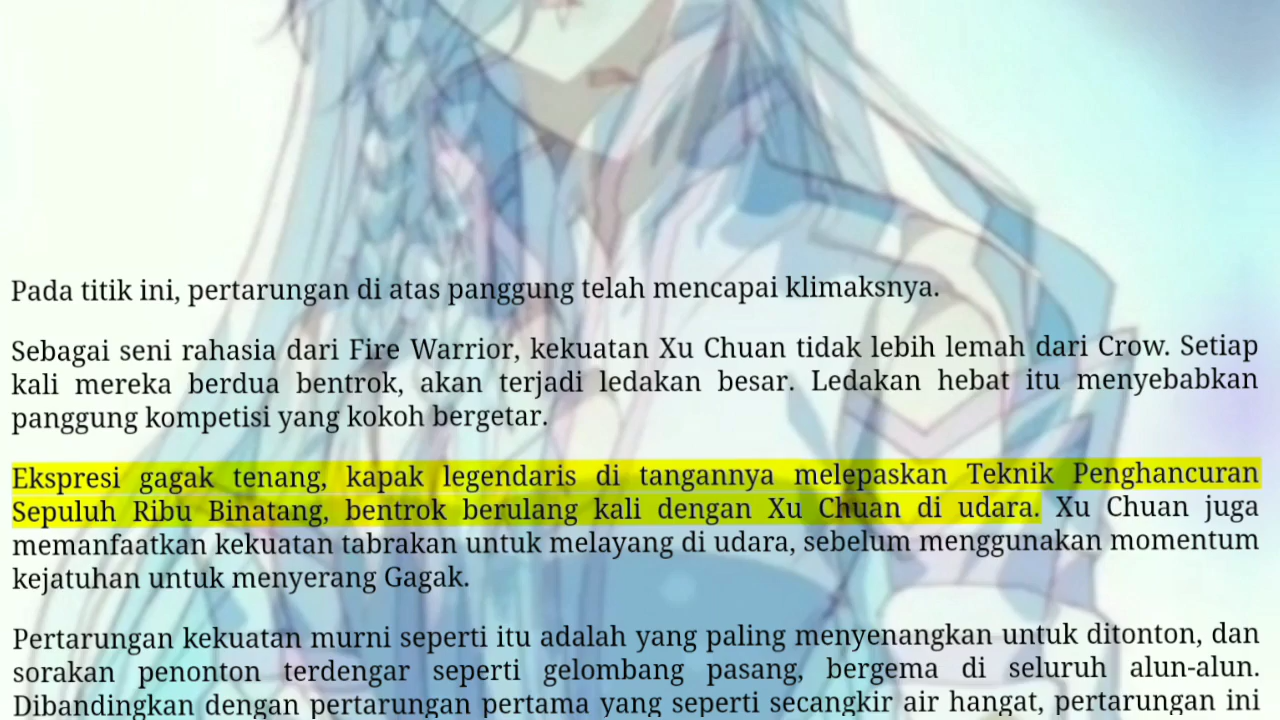 Pada titik ini, pertarungan di atas panggung telah mencapai klimaksnya.
Sebagai seni rahasia dari Fire Warrior, kekuatan Xu Chuan tidak lebih lemah dari Crow. Setiap
kali mereka berdua bentrok, akan terjadi ledakan besar. Ledakan hebat itu menyebabkan
panggung kompetisi yang kokoh bergetar.
Ekspresi gagak tenang, kapak legendaris di tangannya melepaskan Teknik Penghancuran
Sepuluh Ribu Binatang, bentrok berulang kali dengan Xu Chuan di udara. Xu Chuan juga
memanfaatkan kekuatan tabrakan untuk melayang di udara, sebelum menggunakan momentum
kejatuhan untuk menyerang Gagak.
Pertarungan kekuatan murni seperti itu adalah yang paling menyenangkan untuk ditonton, dan
sorakan penonton terdengar seperti gelombang pasang, bergema di seluruh alun-alun.
Dibandingkan dengan pertarungan pertama yang seperti secangkir air hangat, pertarungan ini